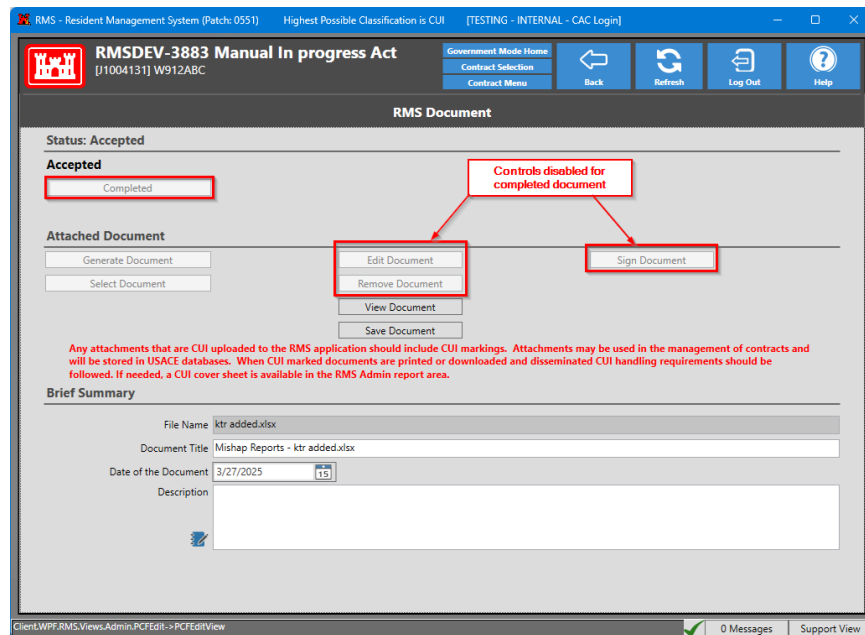 RMS - Resident Management System (Patch: 0551) Highest Possible Classification is CUI [TESTING - INTERNAL - CAC Login]
RMSDEV-3883 Manual In progress Act
[J1004131] W912ABC
Government Mode Home
Contract Selection
Contract Menu
Back
Refresh
Log Out
Help
RMS Document
Status: Accepted
Accepted
Completed
Controls disabled for
completed document
Attached Document
Generate Document
Edit Document
Sign Document
Select Document
Remove Document
View Document
Save Document
Any attachments that are CUI uploaded to the RMS application should include CUI markings. Attachments may be used in the management of contracts and
will be stored in USACE databases. When CUI marked documents are printed or downloaded and disseminated CUI handling requirements should be
followed. If needed, a CUI cover sheet is available in the RMS Admin report area.
Brief Summary
File Name ktr added.xlsx
Document Title Mishap Reports - ktr added.xlsx
Date of the Document 3/27/2025 15
Description
Client.WPF.RMS.Views.Admin.PCFEdit->PCFEditView
0 Messages
Support View